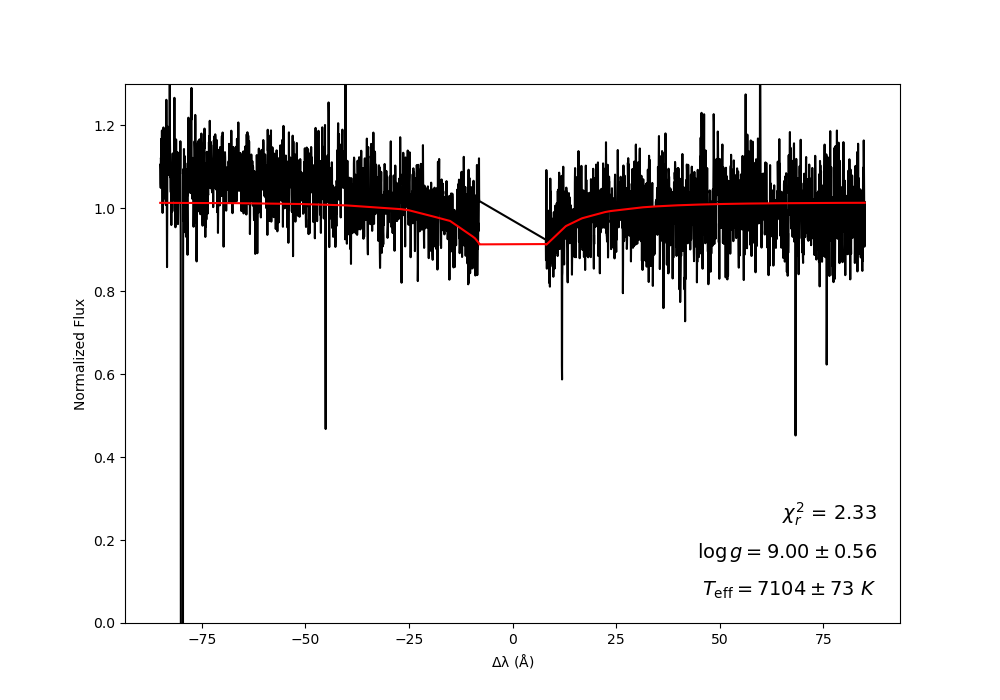 1.2
1.0
0.8
0.6
0.4
0.2
0.0
Normalized Flux
χ²ᵣ = 2.33
log g = 9.00 ± 0.56
T_eff = 7104 ± 73 K
−75
−50
−25
0
25
50
75
Δλ (Å)